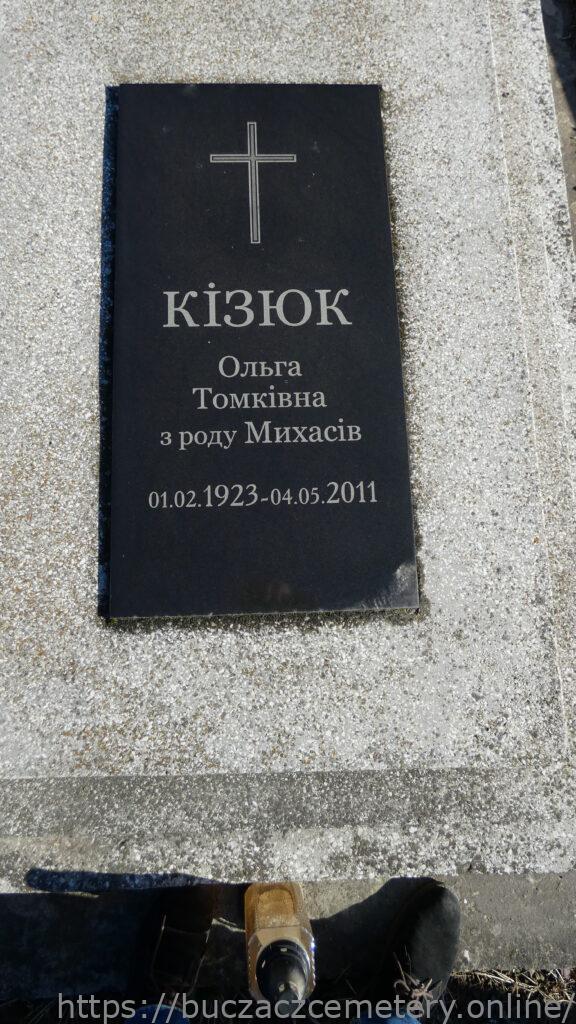 КІЗЮК
Ольга
Томківна
з роду Михасів
01.02.1923-04.05.2011
https://buczaczcemetery.online/